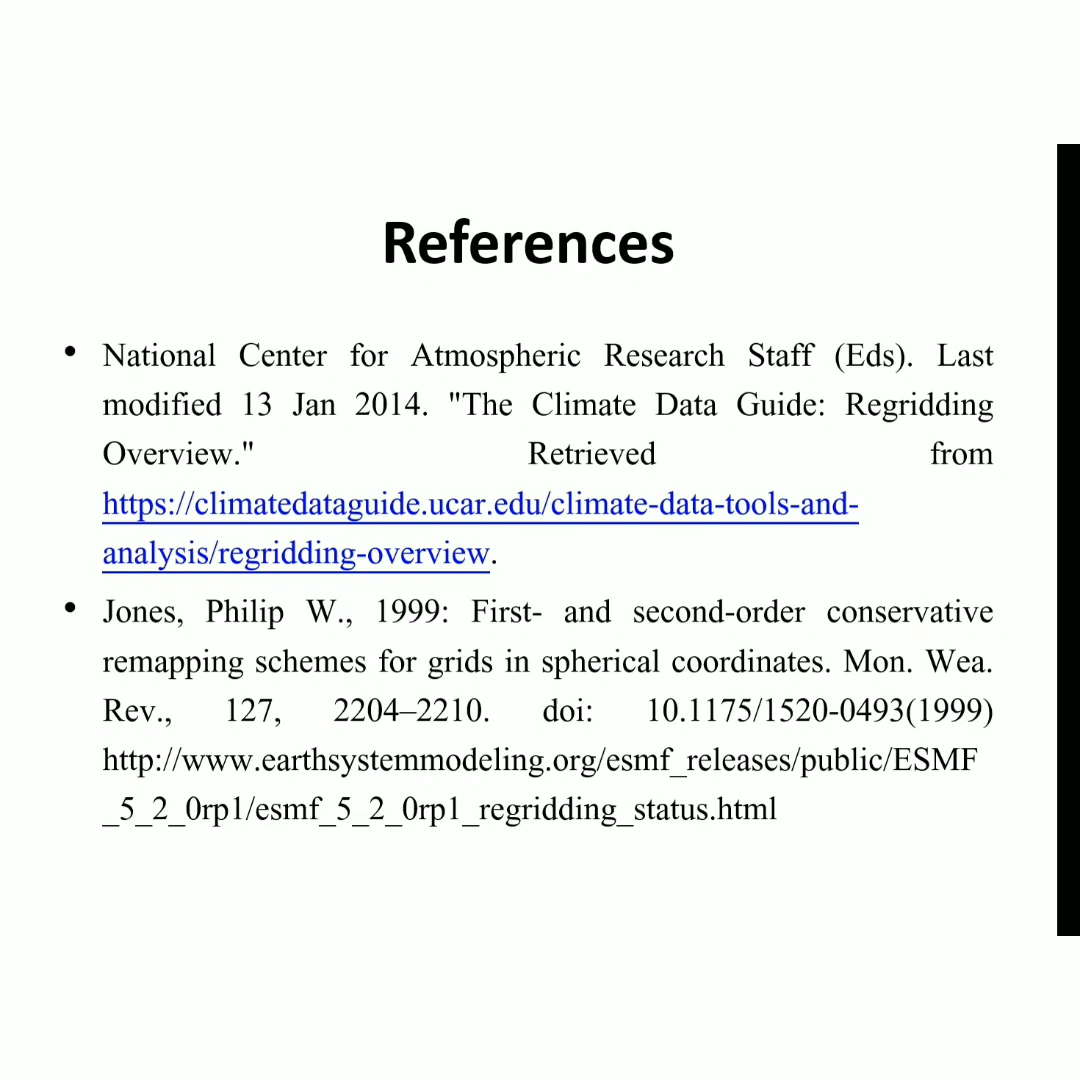 References
• National Center for Atmospheric Research Staff (Eds). Last
modified 13 Jan 2014. "The Climate Data Guide: Regridding
Overview." Retrieved from
https://climatedataguide.ucar.edu/climate-data-tools-and-
analysis/regridding-overview.
• Jones, Philip W., 1999: First- and second-order conservative
remapping schemes for grids in spherical coordinates. Mon. Wea.
Rev., 127, 2204–2210. doi: 10.1175/1520-0493(1999)
http://www.earthsystemmodeling.org/esmf_releases/public/ESMF
_5_2_0rp1/esmf_5_2_0rp1_regridding_status.html